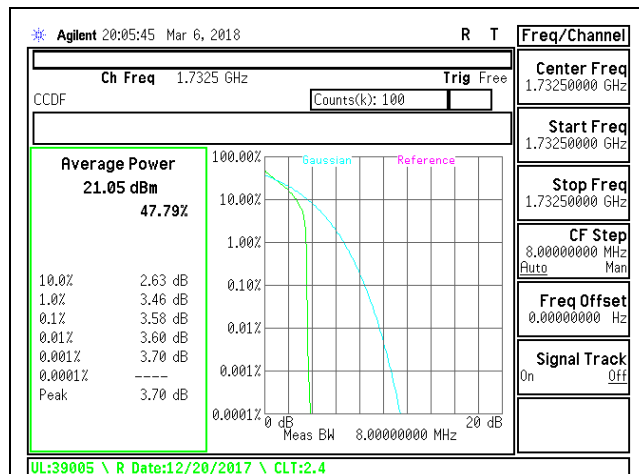 Agilent 20:05:45 Mar 6, 2018 R T Freq/Channel
Ch Freq 1.7325 GHz Trig Free
CCDF Counts(k): 100
Center Freq
1.73250000 GHz
Start Freq
1.73250000 GHz
Stop Freq
1.73250000 GHz
CF Step
8.00000000 MHz
Auto Man
Freq Offset
0.00000000 Hz
Signal Track
On Off
Average Power
21.05 dBm
47.79%
10.0% 2.63 dB
1.0% 3.46 dB
0.1% 3.58 dB
0.01% 3.60 dB
0.001% 3.70 dB
0.0001% ----
Peak 3.70 dB
Gaussian Reference
100.00%
10.00%
1.00%
0.10%
0.01%
0.001%
0.0001%
0 dB 20 dB
Meas BW 8.00000000 MHz
UL:39005 \ R Date:12/20/2017 \ CLT:2.4